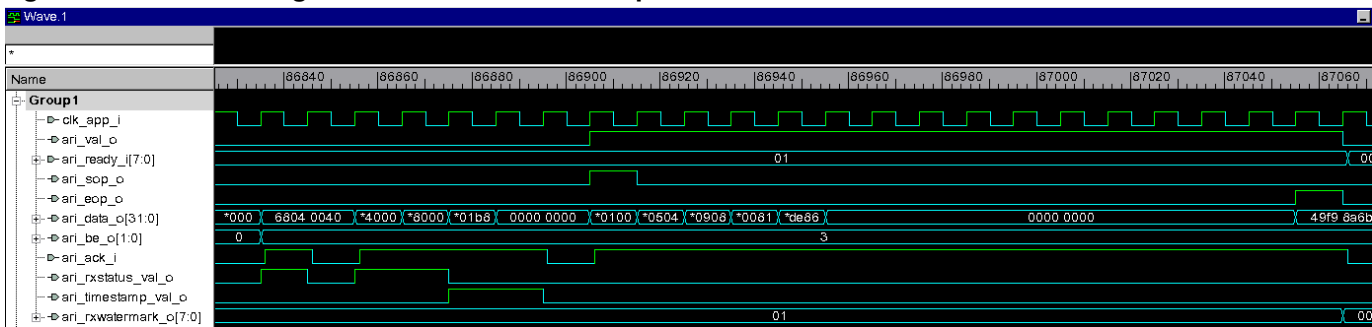 Wave.1
*
Name |86840 |86860 |86880 |86900 |86920 |86940 |86960 |86980 |87000 |87020 |87040 |87060
Group1
clk_app_i
ari_val_o
ari_ready_i[7:0] 01 00
ari_sop_o
ari_eop_o
ari_data_o[31:0] *000 6804 0040 *4000 *8000 *01b8 0000 0000 *0100 *0504 *0908 *0081 *de86 0000 0000 49f9 8a6b
ari_be_o[1:0] 0 3
ari_ack_i
ari_rxstatus_val_o
ari_timestamp_val_o
ari_rxwatermark_o[7:0] 01 00